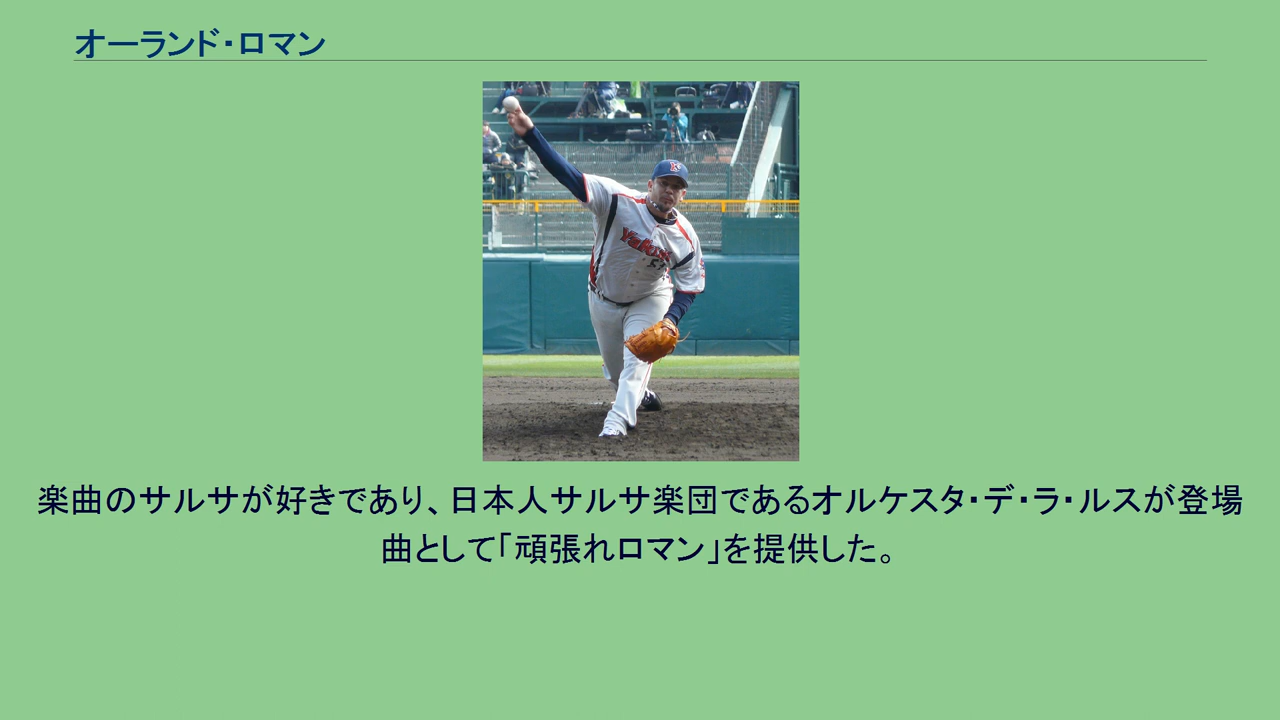 オーランド・ロマン
Yakult
楽曲のサルサが好きであり、日本人サルサ楽団であるオルケスタ・デ・ラ・ルスが登場
曲として「頑張れロマン」を提供した。